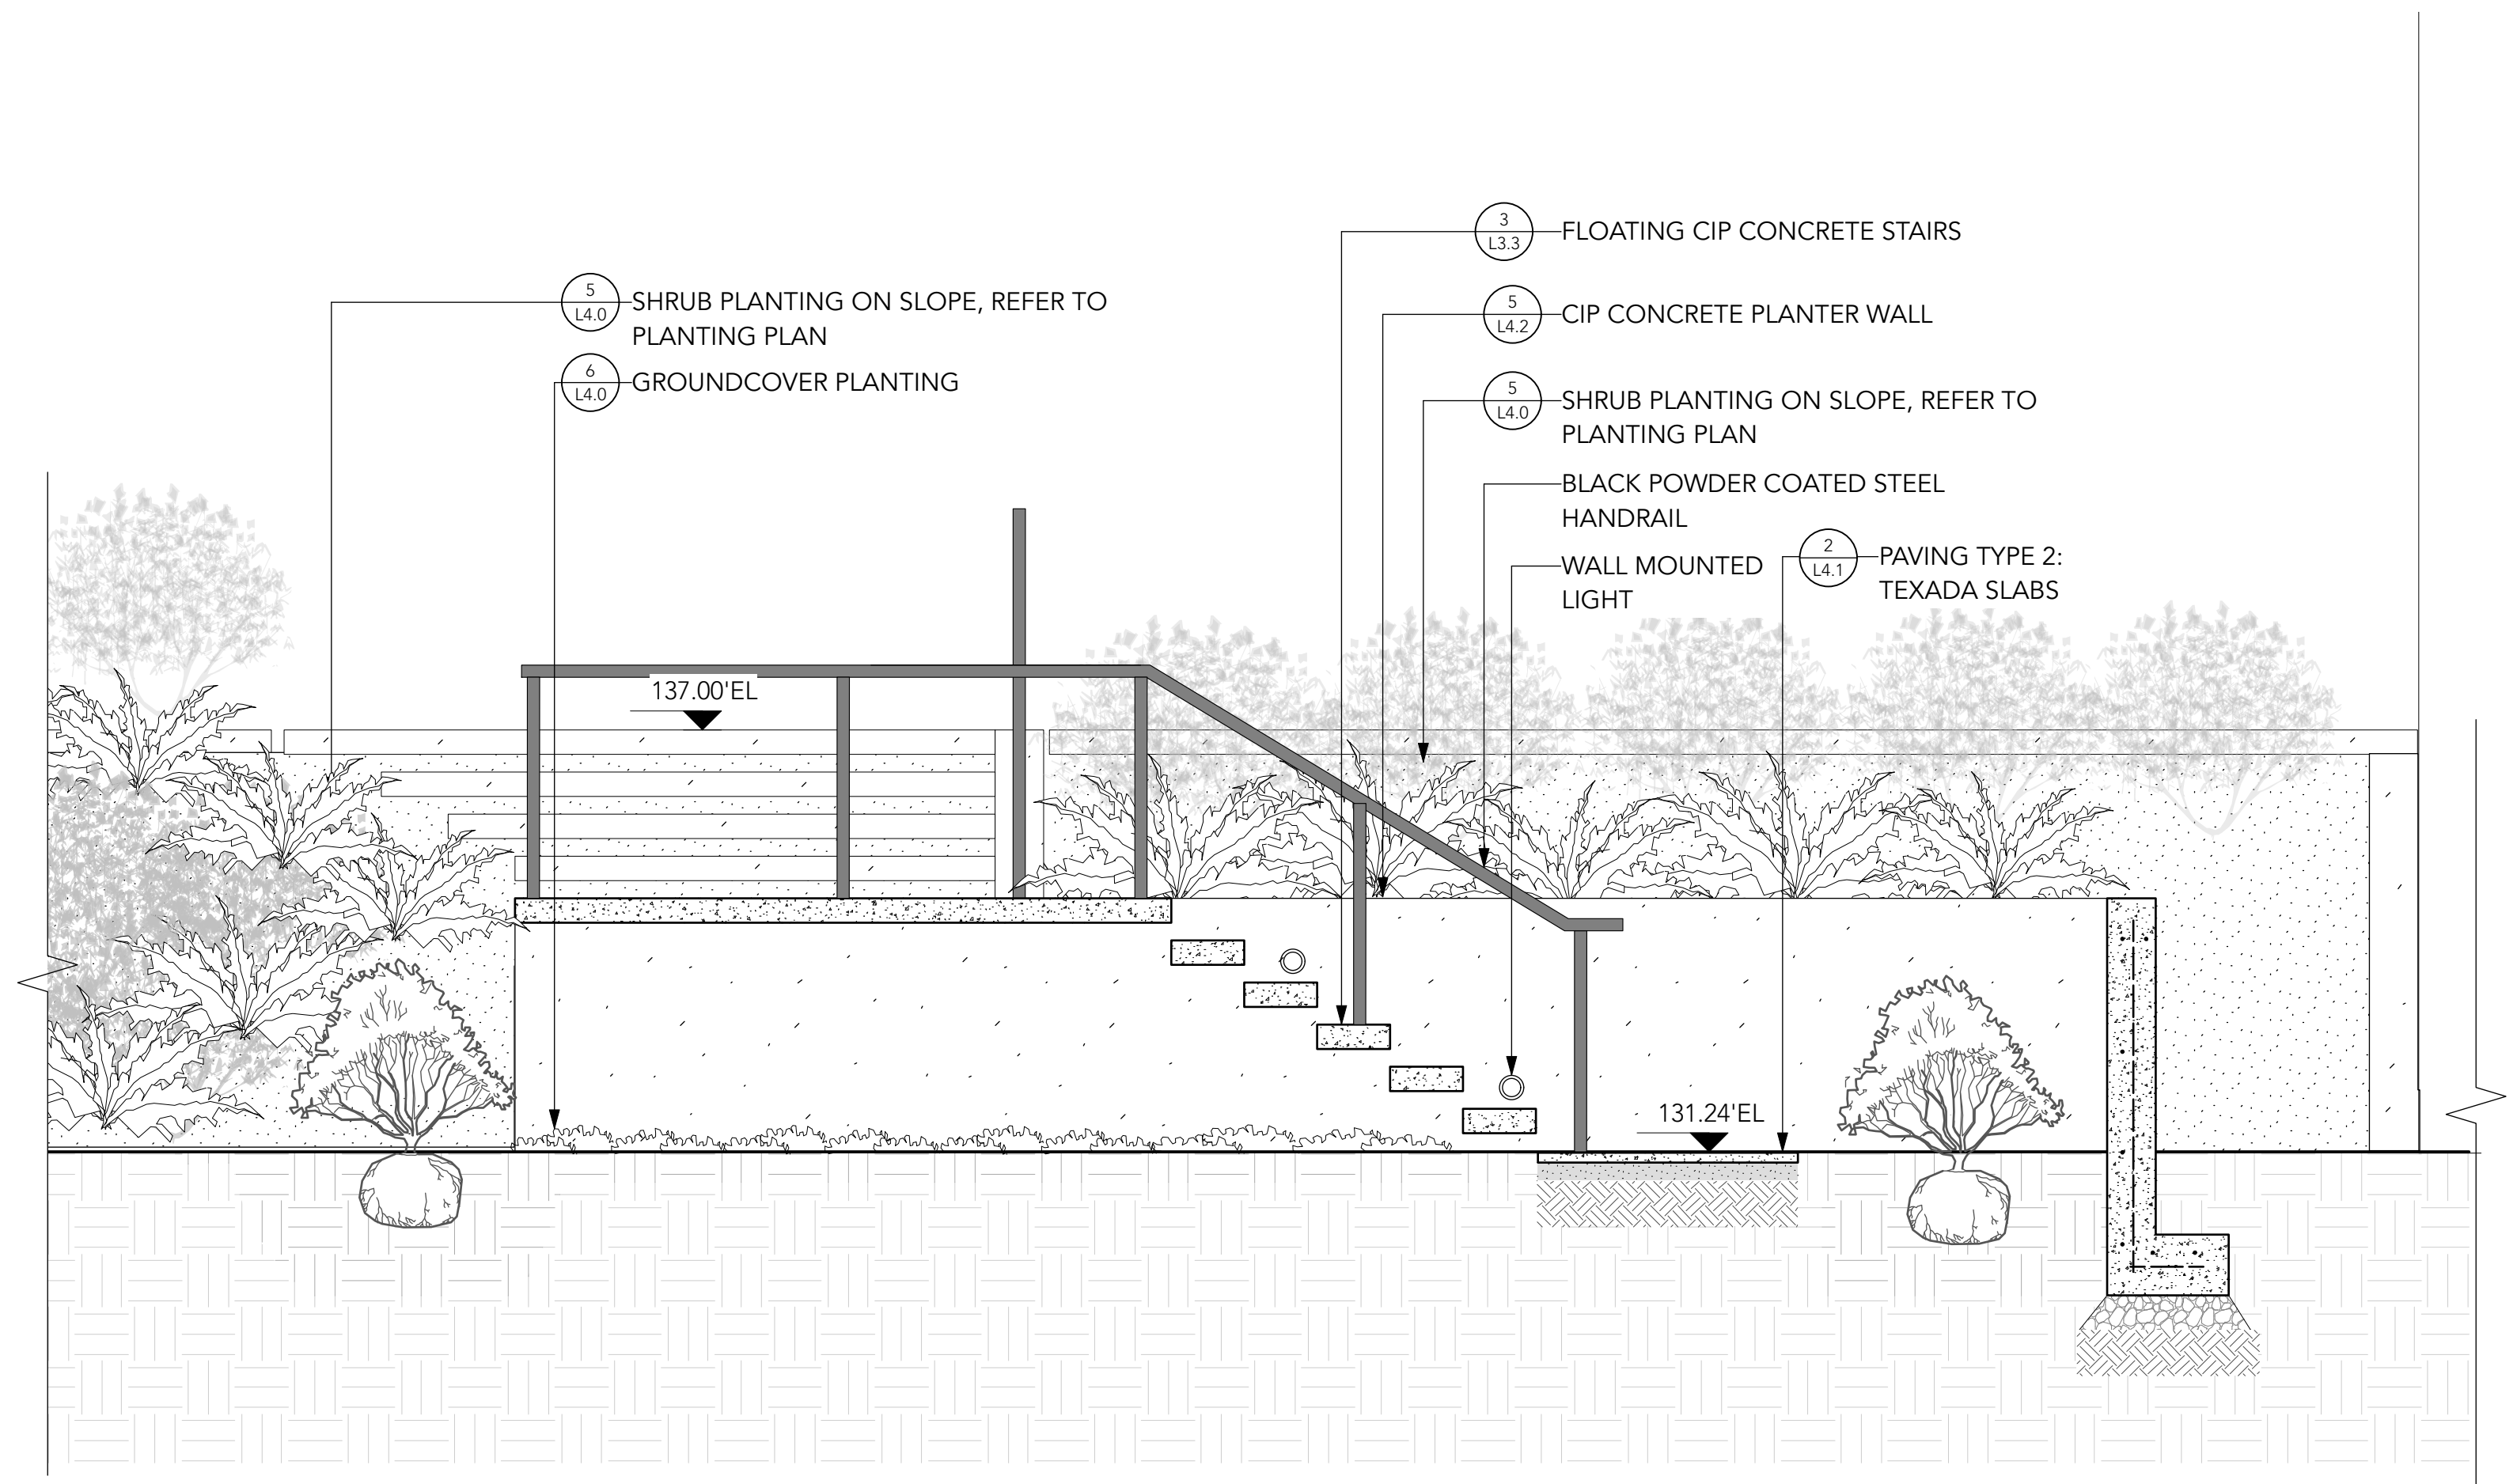 3
L3.3
FLOATING CIP CONCRETE STAIRS
5
L4.0
SHRUB PLANTING ON SLOPE, REFER TO
PLANTING PLAN
5
L4.2
CIP CONCRETE PLANTER WALL
6
L4.0
GROUNDCOVER PLANTING
5
L4.0
SHRUB PLANTING ON SLOPE, REFER TO
PLANTING PLAN
BLACK POWDER COATED STEEL
HANDRAIL
WALL MOUNTED
LIGHT
2
L4.1
PAVING TYPE 2:
TEXADA SLABS
137.00'EL
131.24'EL